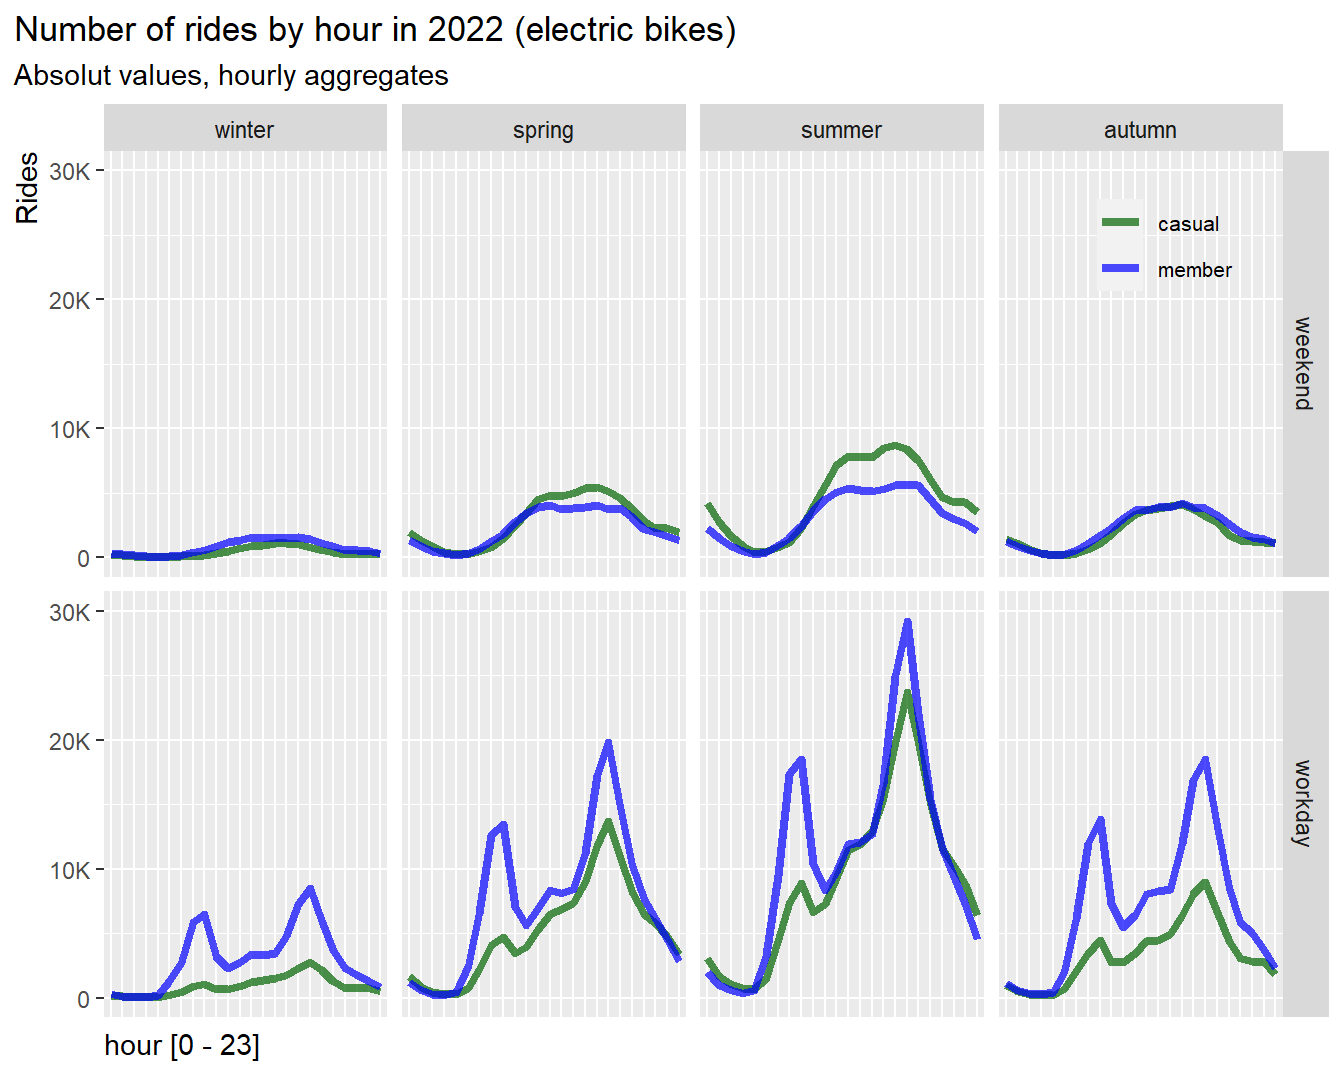 Number of rides by hour in 2022 (electric bikes)
Absolut values, hourly aggregates
winter
spring
summer
autumn
Rides
30K
20K
10K
0
casual
member
weekend
30K
20K
10K
0
workday
hour [0 - 23]